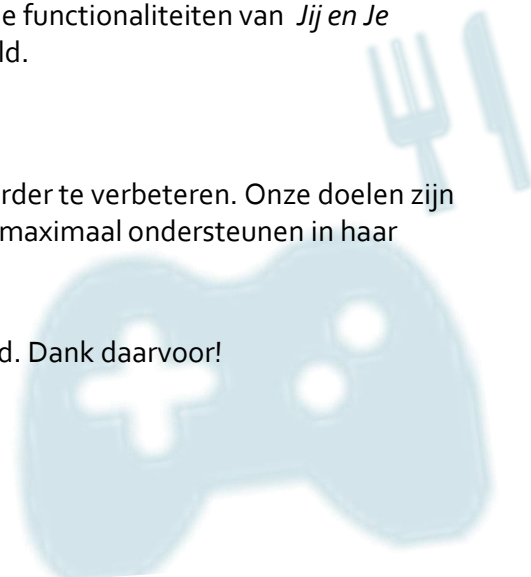 e functionaliteiten van Jij en Je
ld.
rder te verbeteren. Onze doelen zijn
maximaal ondersteunen in haar
d. Dank daarvoor!